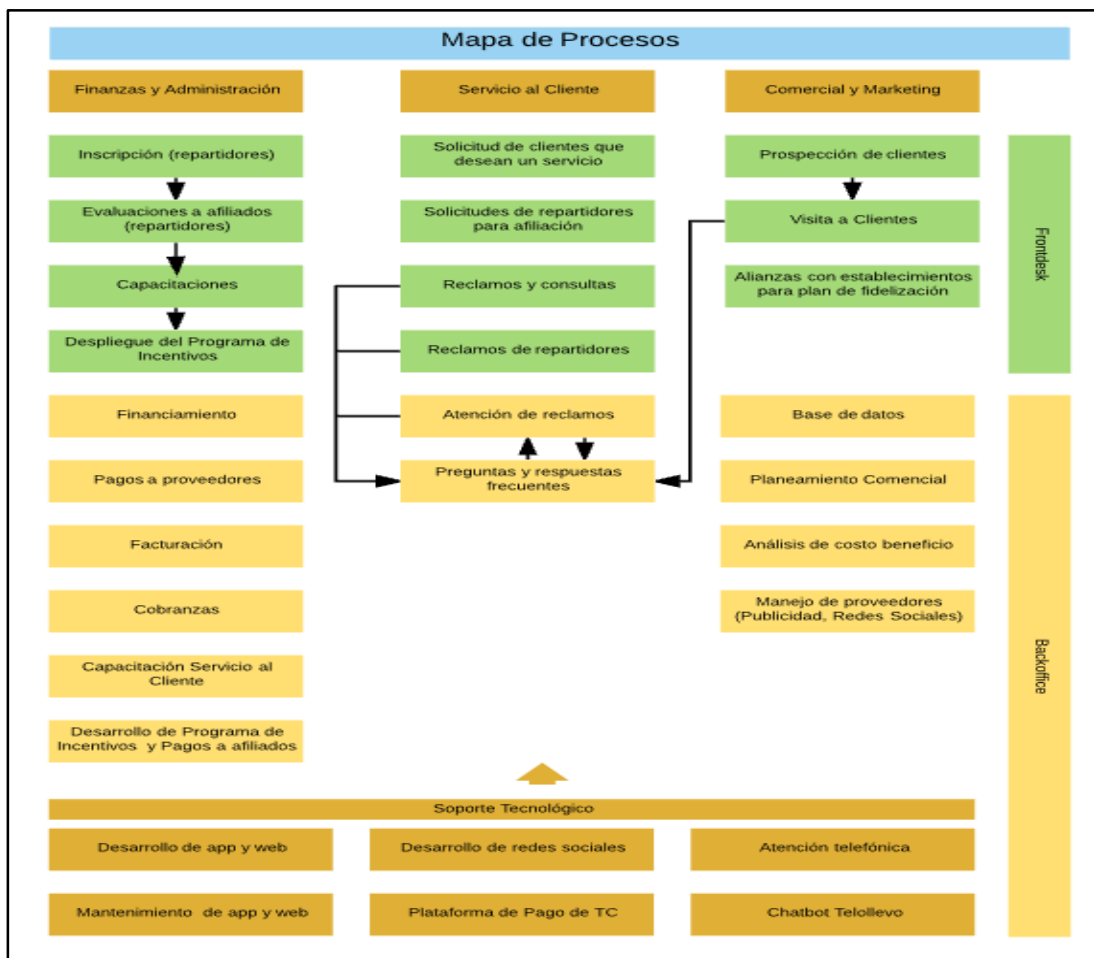 Mapa de Procesos
Finanzas y Administración
Servicio al Cliente
Comercial y Marketing
Inscripción (repartidores)
Solicitud de clientes que
desean un servicio
Prospección de clientes
Evaluaciones a afiliados
(repartidores)
Solicitudes de repartidores
para afiliación
Visita a Clientes
Capacitaciones
Reclamos y consultas
Alianzas con establecimientos
para plan de fidelización
Despliegue del Programa de
Incentivos
Reclamos de repartidores
Frontdesk
Financiamiento
Atención de reclamos
Base de datos
Pagos a proveedores
Preguntas y respuestas
frecuentes
Planeamiento Comencial
Facturación
Análisis de costo beneficio
Cobranzas
Manejo de proveedores
(Publicidad, Redes Sociales)
Capacitación Servicio al
Cliente
Desarrollo de Programa de
Incentivos y Pagos a afiliados
Backoffice
Soporte Tecnológico
Desarrollo de app y web
Desarrollo de redes sociales
Atención telefónica
Mantenimiento de app y web
Plataforma de Pago de TC
Chatbot Telollevo